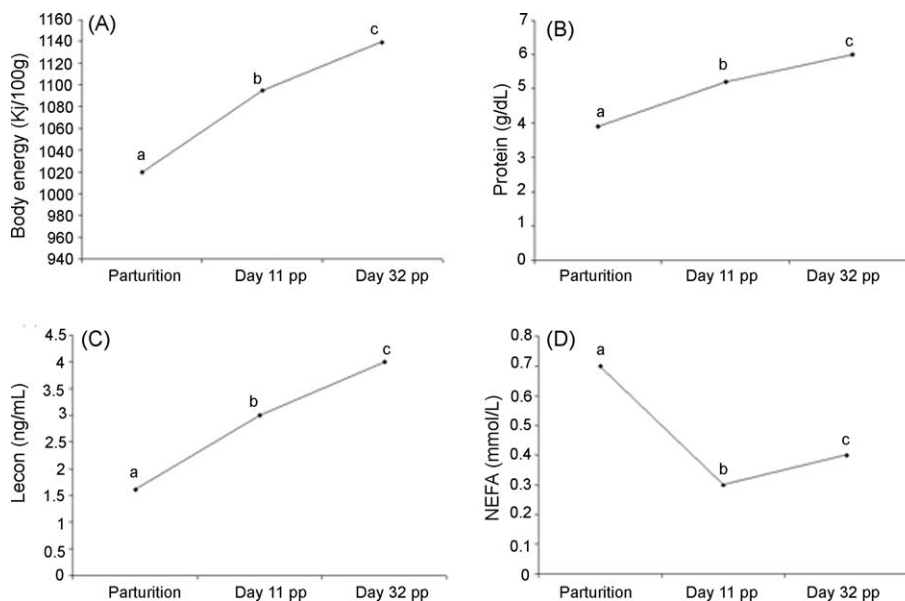 (A)
Body energy (Kj/100g)
1160
1140
1120
1100
1080
1060
1040
1020
1000
980
960
940
a
b
c
Parturition Day 11 pp Day 32 pp
(B)
Protein (g/dL)
7
6
5
4
3
2
1
0
a
b
c
Parturition Day 11 pp Day 32 pp
(C)
Lecon (ng/mL)
4.5
4
3.5
3
2.5
2
1.5
1
0.5
0
a
b
c
Parturition Day 11 pp Day 32 pp
(D)
NEFA (mmol/L)
0.8
0.7
0.6
0.5
0.4
0.3
0.2
0.1
0
a
b
c
Parturition Day 11 pp Day 32 pp